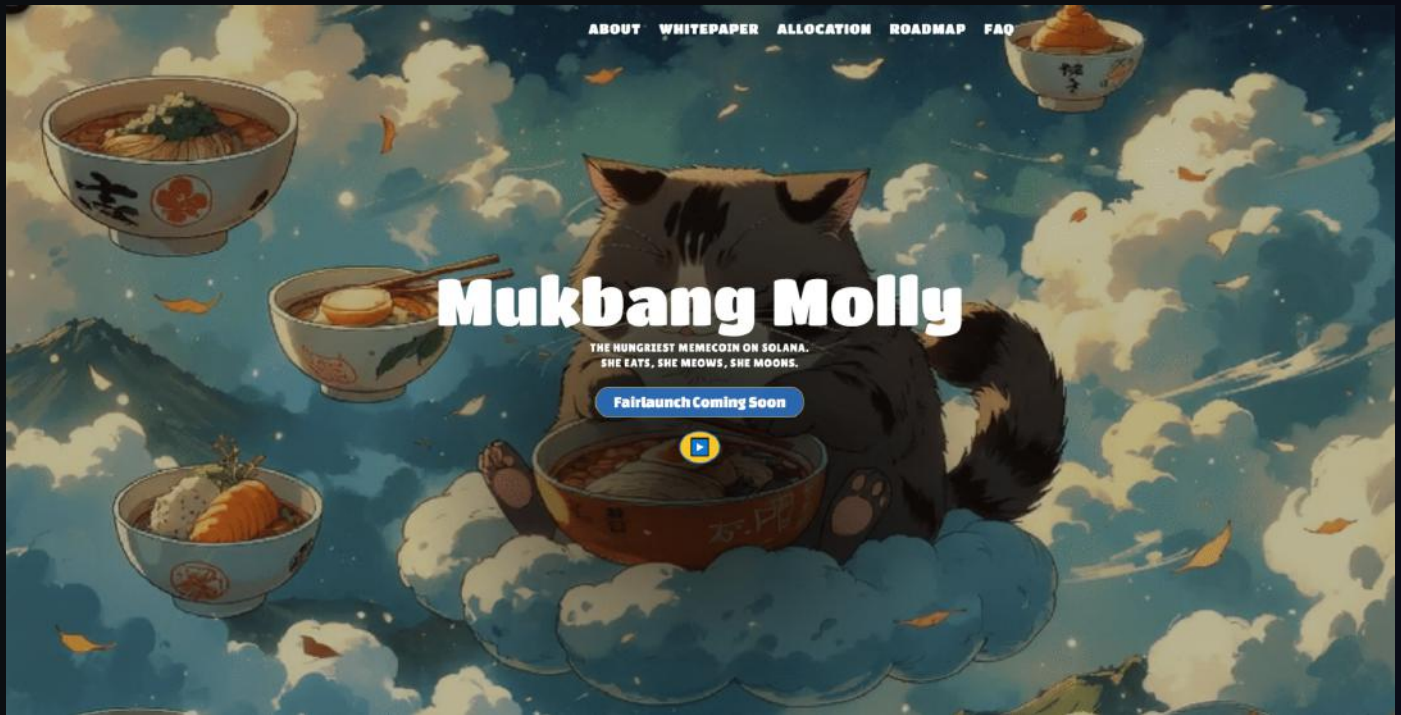 ABOUT WHITEPAPER ALLOCATION ROADMAP FAQ
Mukbang Molly
THE HUNGRIEST MEMECOIN ON SOLANA.
SHE EATS, SHE MEOWS, SHE MOONS.
Fairlaunch Coming Soon